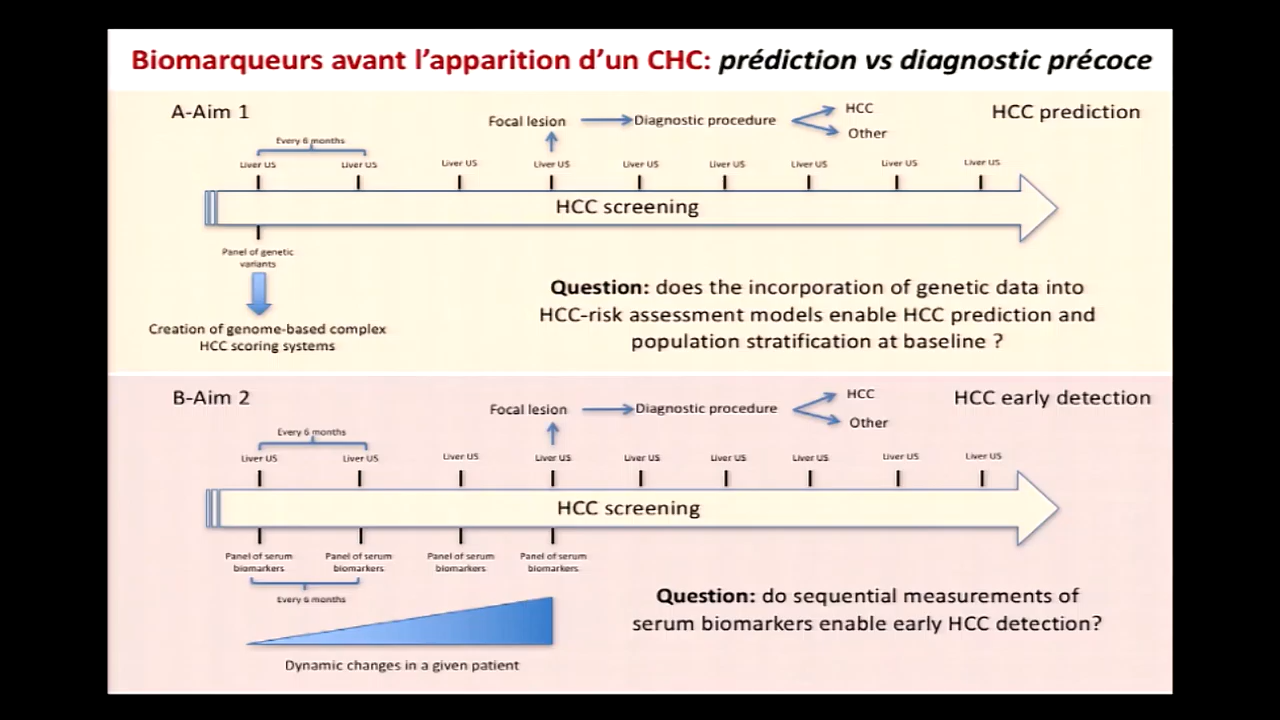 Biomarqueurs avant l’apparition d’un CHC: prédiction vs diagnostic précoce
A-Aim 1
HCC prediction
Focal lesion
Diagnostic procedure
HCC
Other
Every 6 months
Liver US
Liver US
Liver US
Liver US
Liver US
Liver US
Liver US
Liver US
Liver US
HCC screening
Panel of genetic
variants
Creation of genome-based complex
HCC scoring systems
Question: does the incorporation of genetic data into
HCC-risk assessment models enable HCC prediction and
population stratification at baseline ?
B-Aim 2
HCC early detection
Focal lesion
Diagnostic procedure
HCC
Other
Every 6 months
Liver US
Liver US
Liver US
Liver US
Liver US
Liver US
Liver US
Liver US
Liver US
HCC screening
Panel of serum
biomarkers
Panel of serum
biomarkers
Panel of serum
biomarkers
Panel of serum
biomarkers
Every 6 months
Dynamic changes in a given patient
Question: do sequential measurements of
serum biomarkers enable early HCC detection?